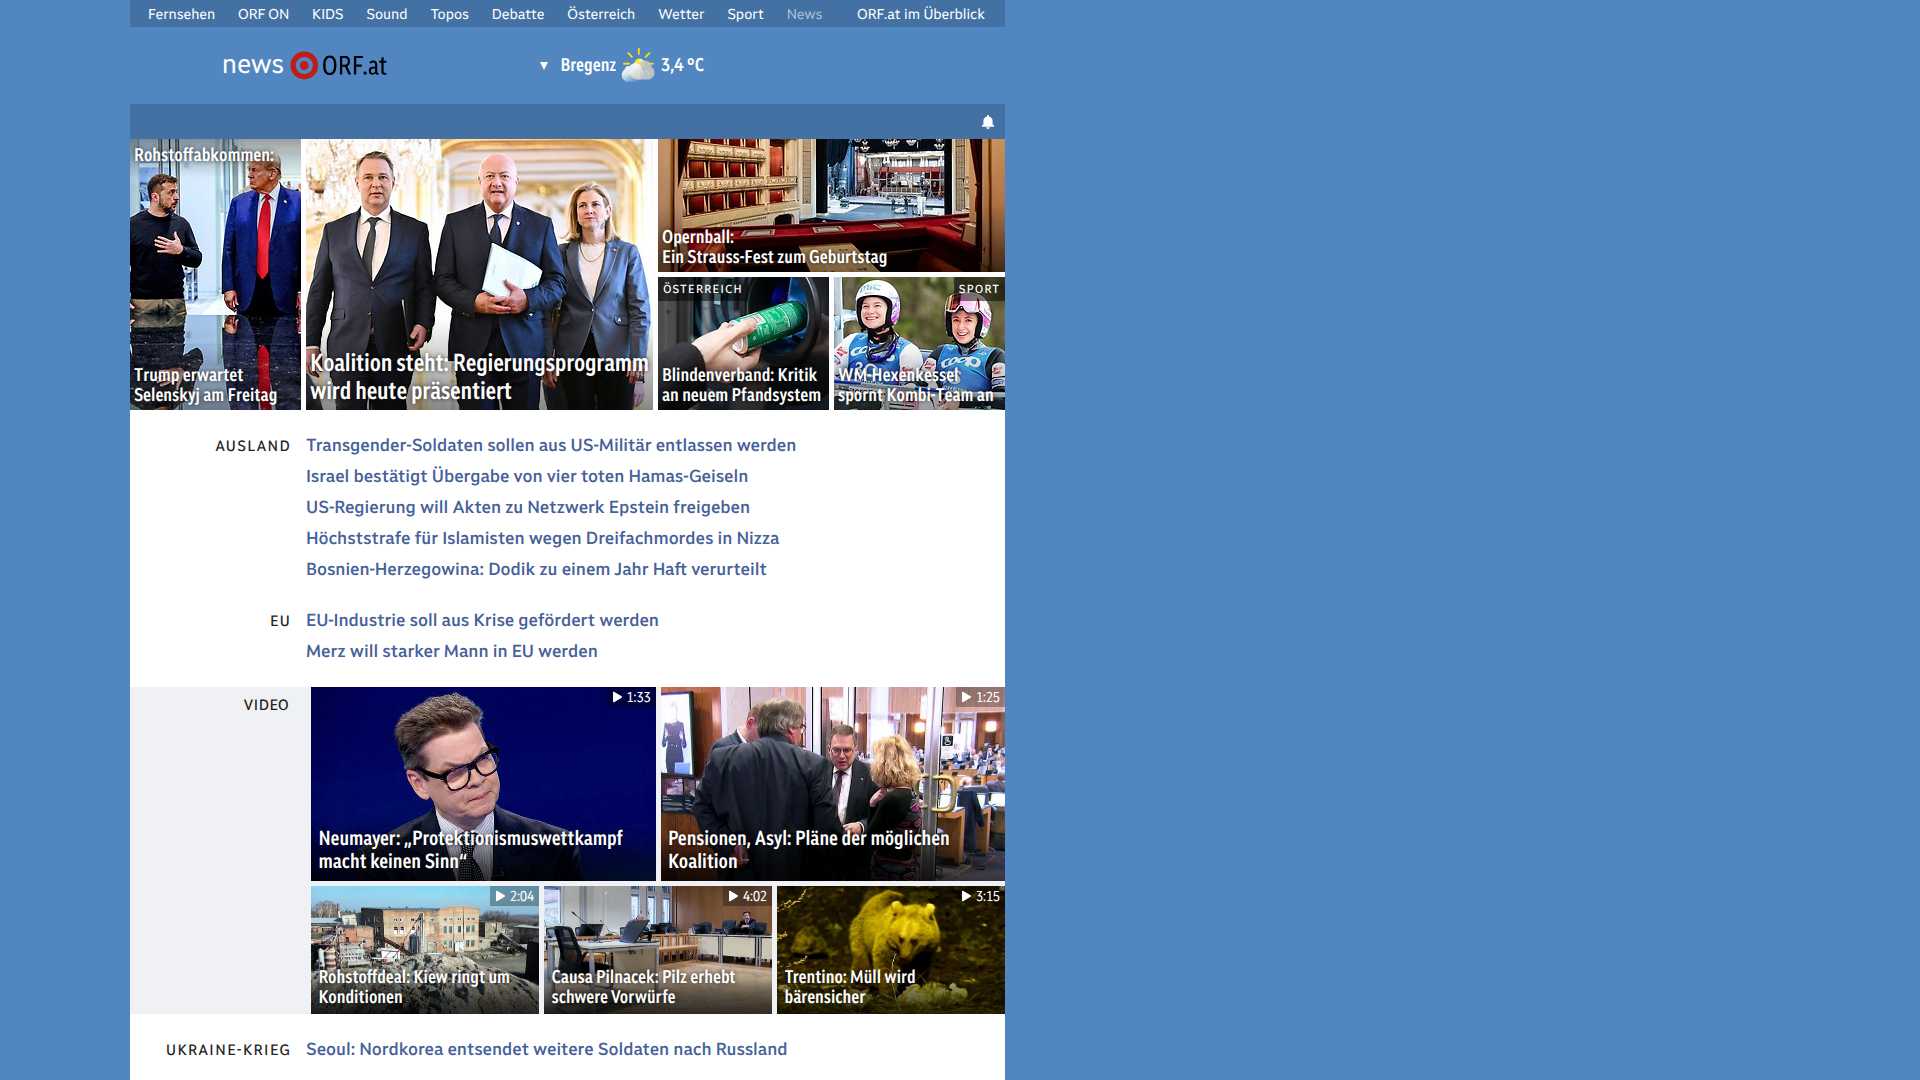 Fernsehen ORF ON KIDS Sound Topos Debatte Österreich Wetter Sport News ORF.at im Überblick
news ORF.at
▼ Bregenz 3,4 °C
Rohstoffabkommen:
Trump erwartet
Selenskyj am Freitag
Koalition steht: Regierungsprogramm
wird heute präsentiert
Opernball:
Ein Strauss-Fest zum Geburtstag
ÖSTERREICH
Blindenverband: Kritik
an neuem Pfandsystem
SPORT
WM-Hexenkessel
spornt Kombi-Team an
AUSLAND
Transgender-Soldaten sollen aus US-Militär entlassen werden
Israel bestätigt Übergabe von vier toten Hamas-Geiseln
US-Regierung will Akten zu Netzwerk Epstein freigeben
Höchststrafe für Islamisten wegen Dreifachmordes in Nizza
Bosnien-Herzegowina: Dodik zu einem Jahr Haft verurteilt
EU
EU-Industrie soll aus Krise gefördert werden
Merz will starker Mann in EU werden
VIDEO
1:33
Neumayer: „Protektionismuswettkampf
macht keinen Sinn“
1:25
Pensionen, Asyl: Pläne der möglichen
Koalition
2:04
Rohstoffdeal: Kiew ringt um
Konditionen
4:02
Causa Pilnacek: Pilz erhebt
schwere Vorwürfe
3:15
Trentino: Müll wird
bärensicher
UKRAINE-KRIEG
Seoul: Nordkorea entsendet weitere Soldaten nach Russland